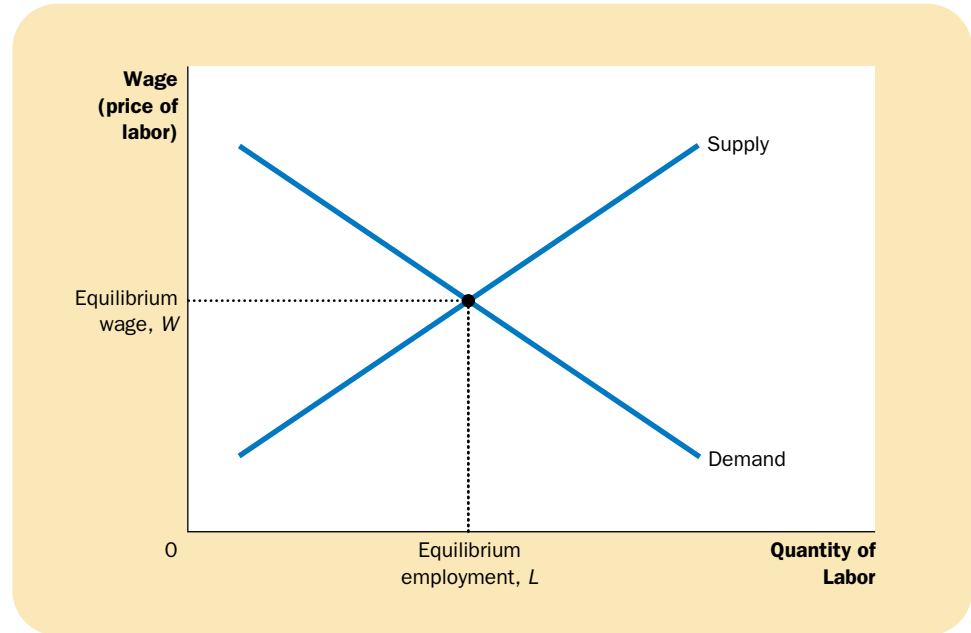 Wage
(price of
labor)
Supply
Equilibrium
wage, W
Demand
0
Equilibrium
employment, L
Quantity of
Labor